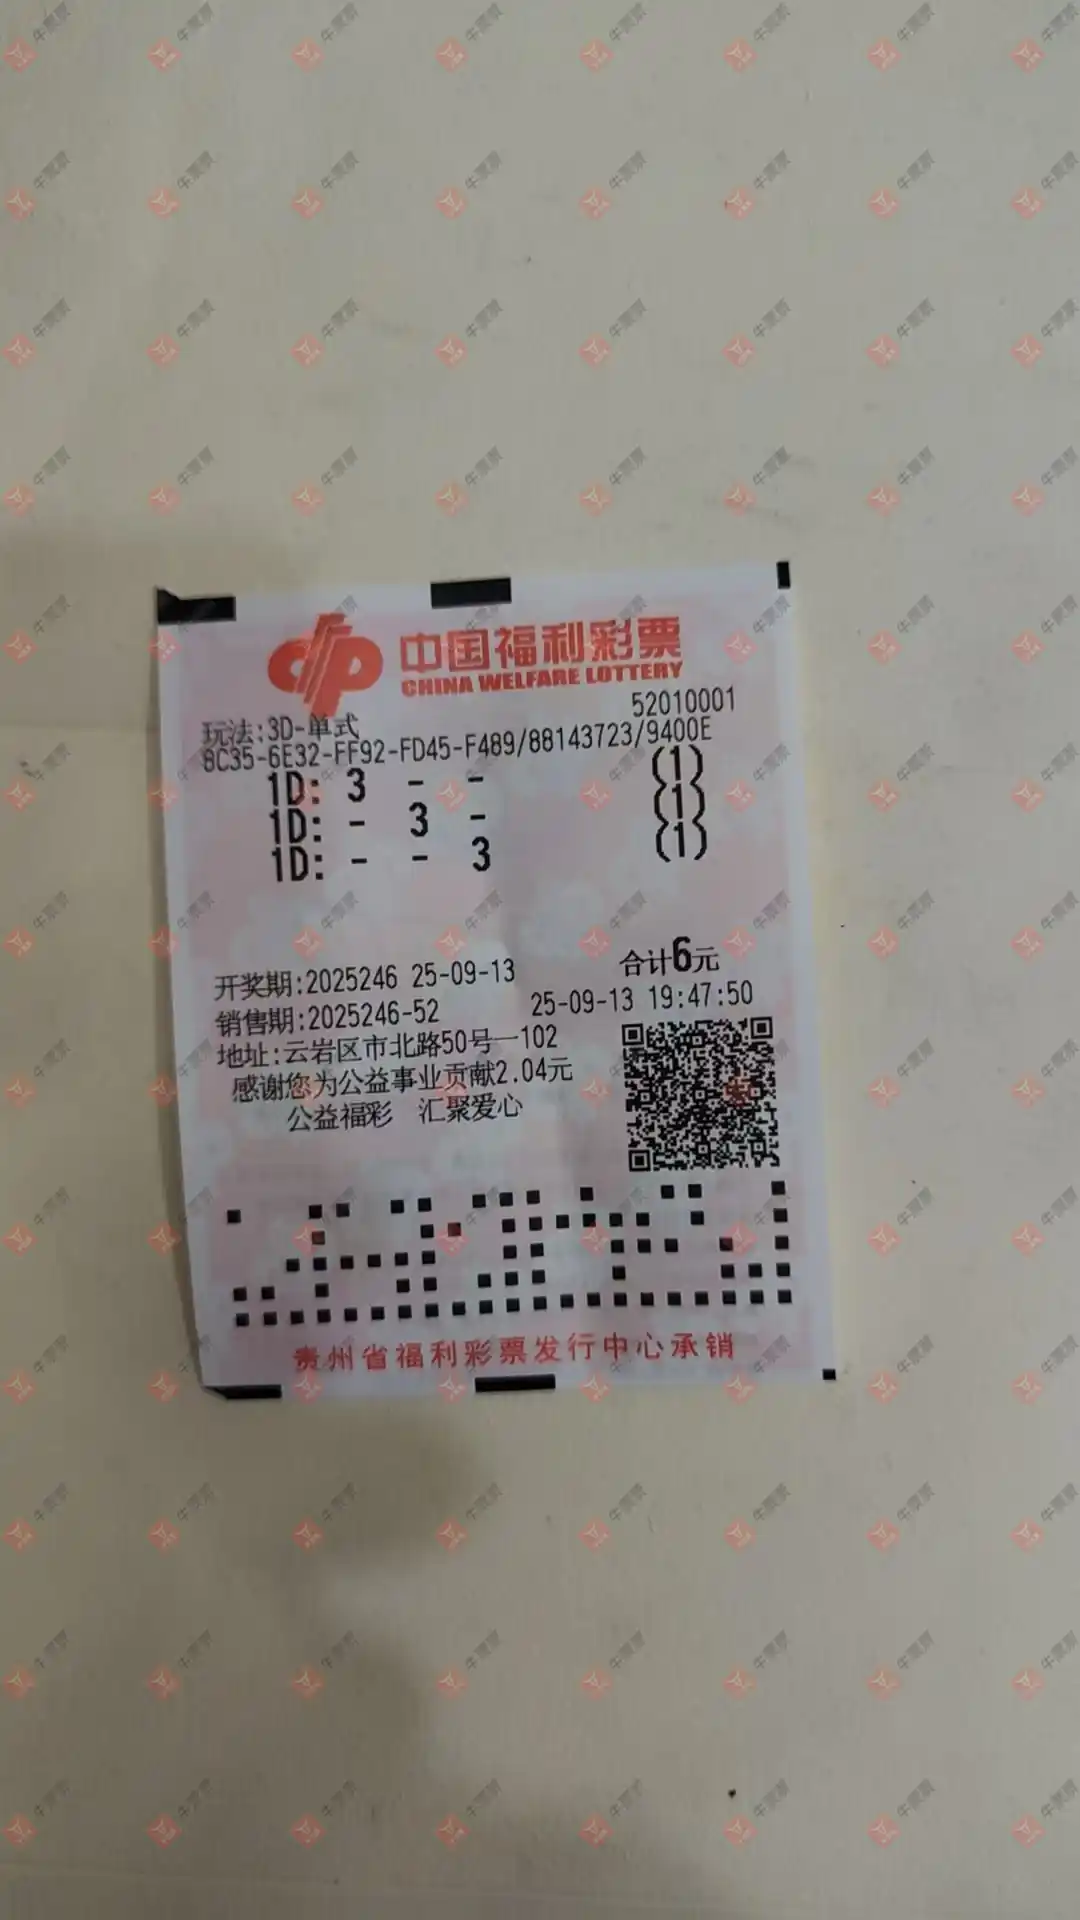 中国福利彩票
CHINA WELFARE LOTTERY
52010001
玩法:3D-单式
8C35-6E32-FF92-FD45-F489/88143723/9400E
1D: 3 - - (1)
1D: - 3 - (1)
1D: - - 3 (1)
合计6元
开奖期:2025246 25-09-13
销售期:2025246-52 25-09-13 19:47:50
地址:云岩区市北路50号一102
感谢您为公益事业贡献2.04元
公益福彩 汇聚爱心
贵州省福利彩票发行中心承销